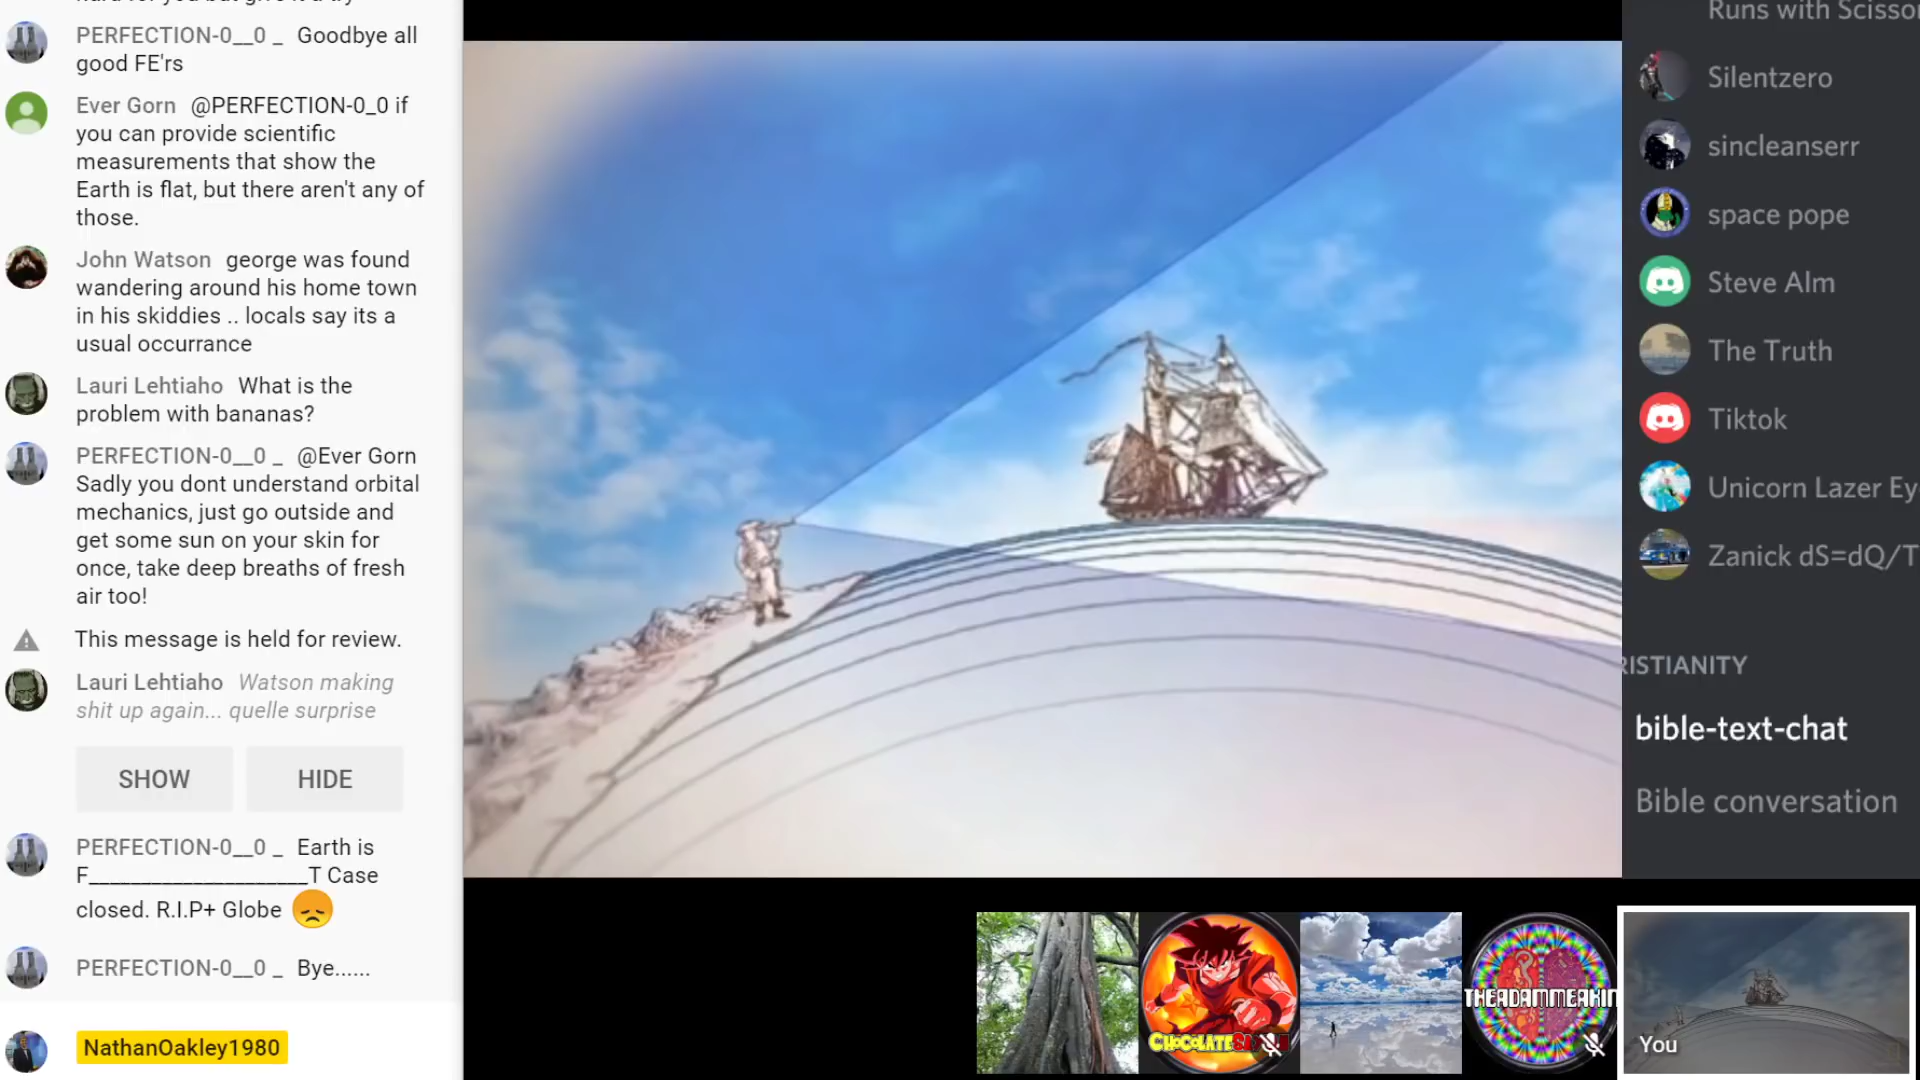 PERFECTION-0__0 _ Goodbye all
good FE'rs
Ever Gorn @PERFECTION-0_0 if
you can provide scientific
measurements that show the
Earth is flat, but there aren't any of
those.
John Watson george was found
wandering around his home town
in his skiddies .. locals say its a
usual occurrance
Lauri Lehtiaho What is the
problem with bananas?
PERFECTION-0__0 _ @Ever Gorn
Sadly you dont understand orbital
mechanics, just go outside and
get some sun on your skin for
once, take deep breaths of fresh
air too!
This message is held for review.
Lauri Lehtiaho Watson making
shit up again... quelle surprise
SHOW HIDE
PERFECTION-0__0 _ Earth is
F____________________T Case
closed. R.I.P+ Globe 😞
PERFECTION-0__0 _ Bye......
NathanOakley1980
Runs with Scisso
Silentzero
sincleanserr
space pope
Steve Alm
The Truth
Tiktok
Unicorn Lazer Ey
Zanick dS=dQ/T
RISTIANITY
bible-text-chat
Bible conversation
THEADAMMEAKIN
You